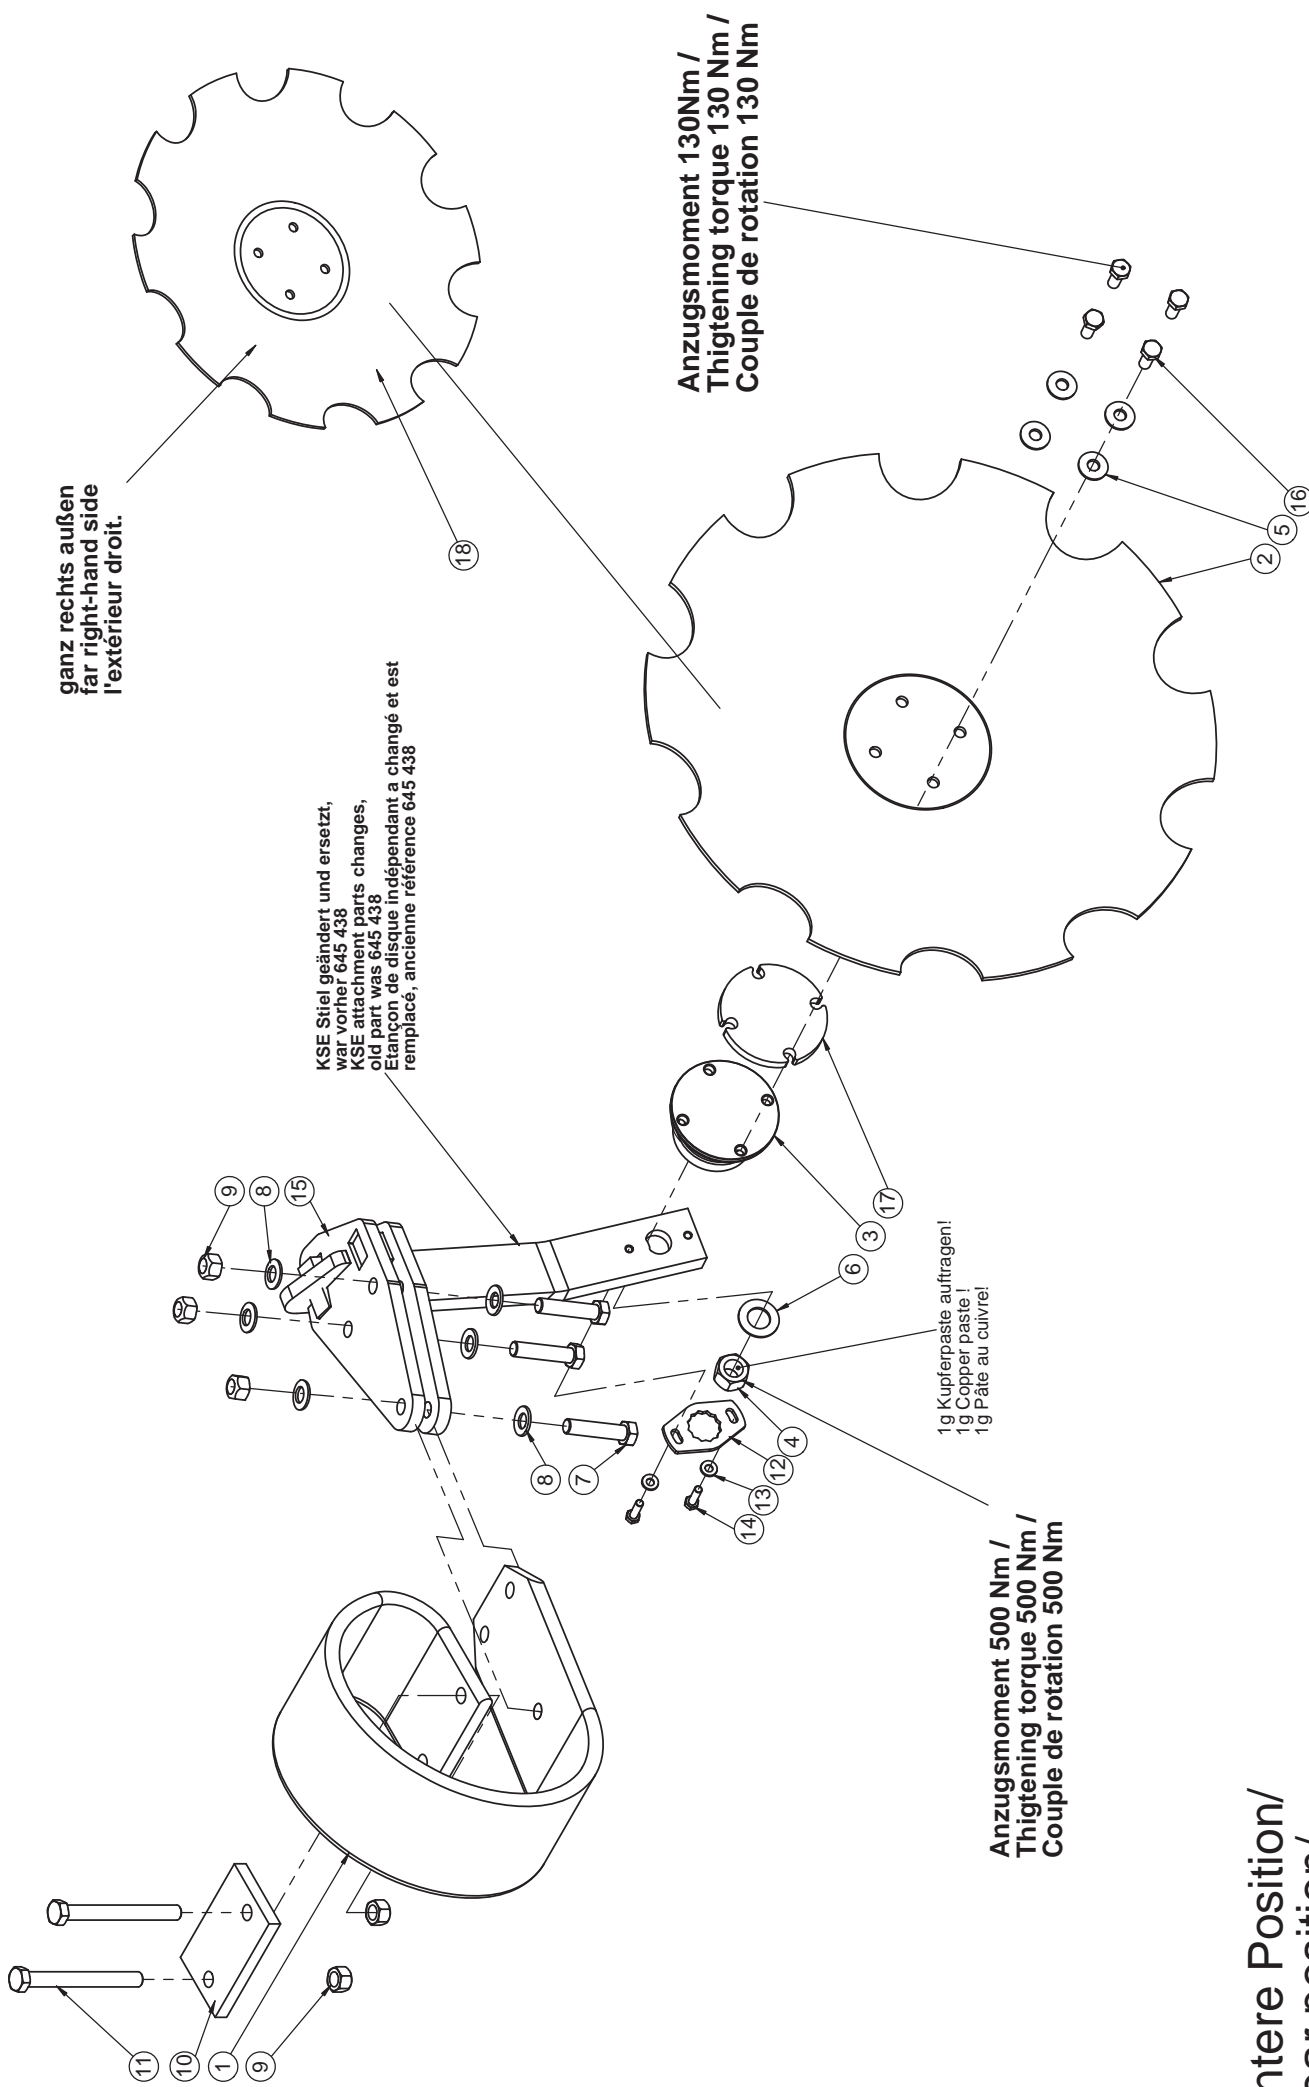 ganz rechts außen
far right-hand side
l'extérieur droit.
18
Anzugsmoment 130Nm /
Thigtening torque 130 Nm /
Couple de rotation 130 Nm
KSE Stiel geändert und ersetzt,
war vorher 645 438
KSE attachment parts changes,
old part was 645 438
Etançon de disque indépendant a changé et est
remplacé, ancienne référence 645 438
9
8
15
2
5
16
17
3
6
1g Kupferpaste auftragen!
1g Copper paste !
1g Pâte au cuivre!
8
7
4
12
13
14
Anzugsmoment 500 Nm /
Thigtening torque 500 Nm /
Couple de rotation 500 Nm
11
10
1
9
ntere Position/
position/